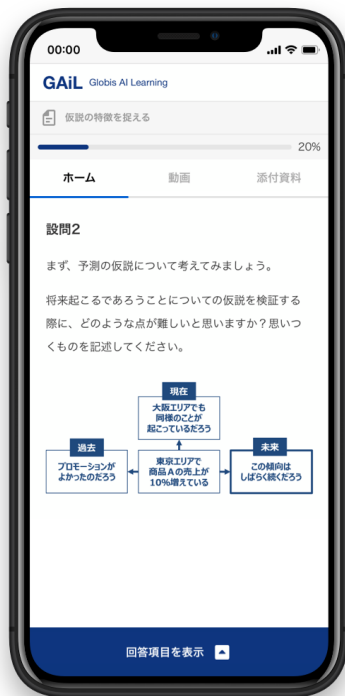 00:00
GAiL Globis AI Learning
仮説の特徴を捉える
20%
ホーム 動画 添付資料
設問2
まず、予測の仮説について考えてみましょう。
将来起こるであろうことについての仮説を検証する
際に、どのような点が難しいと思いますか？思いつ
くものを記述してください。
現在
大阪エリアでも
同様のことが
起こっているだろう
過去
プロモーションが
よかったのだろう
東京エリアで
商品Aの売上が
10%増えている
未来
この傾向は
しばらく続くだろう
回答項目を表示